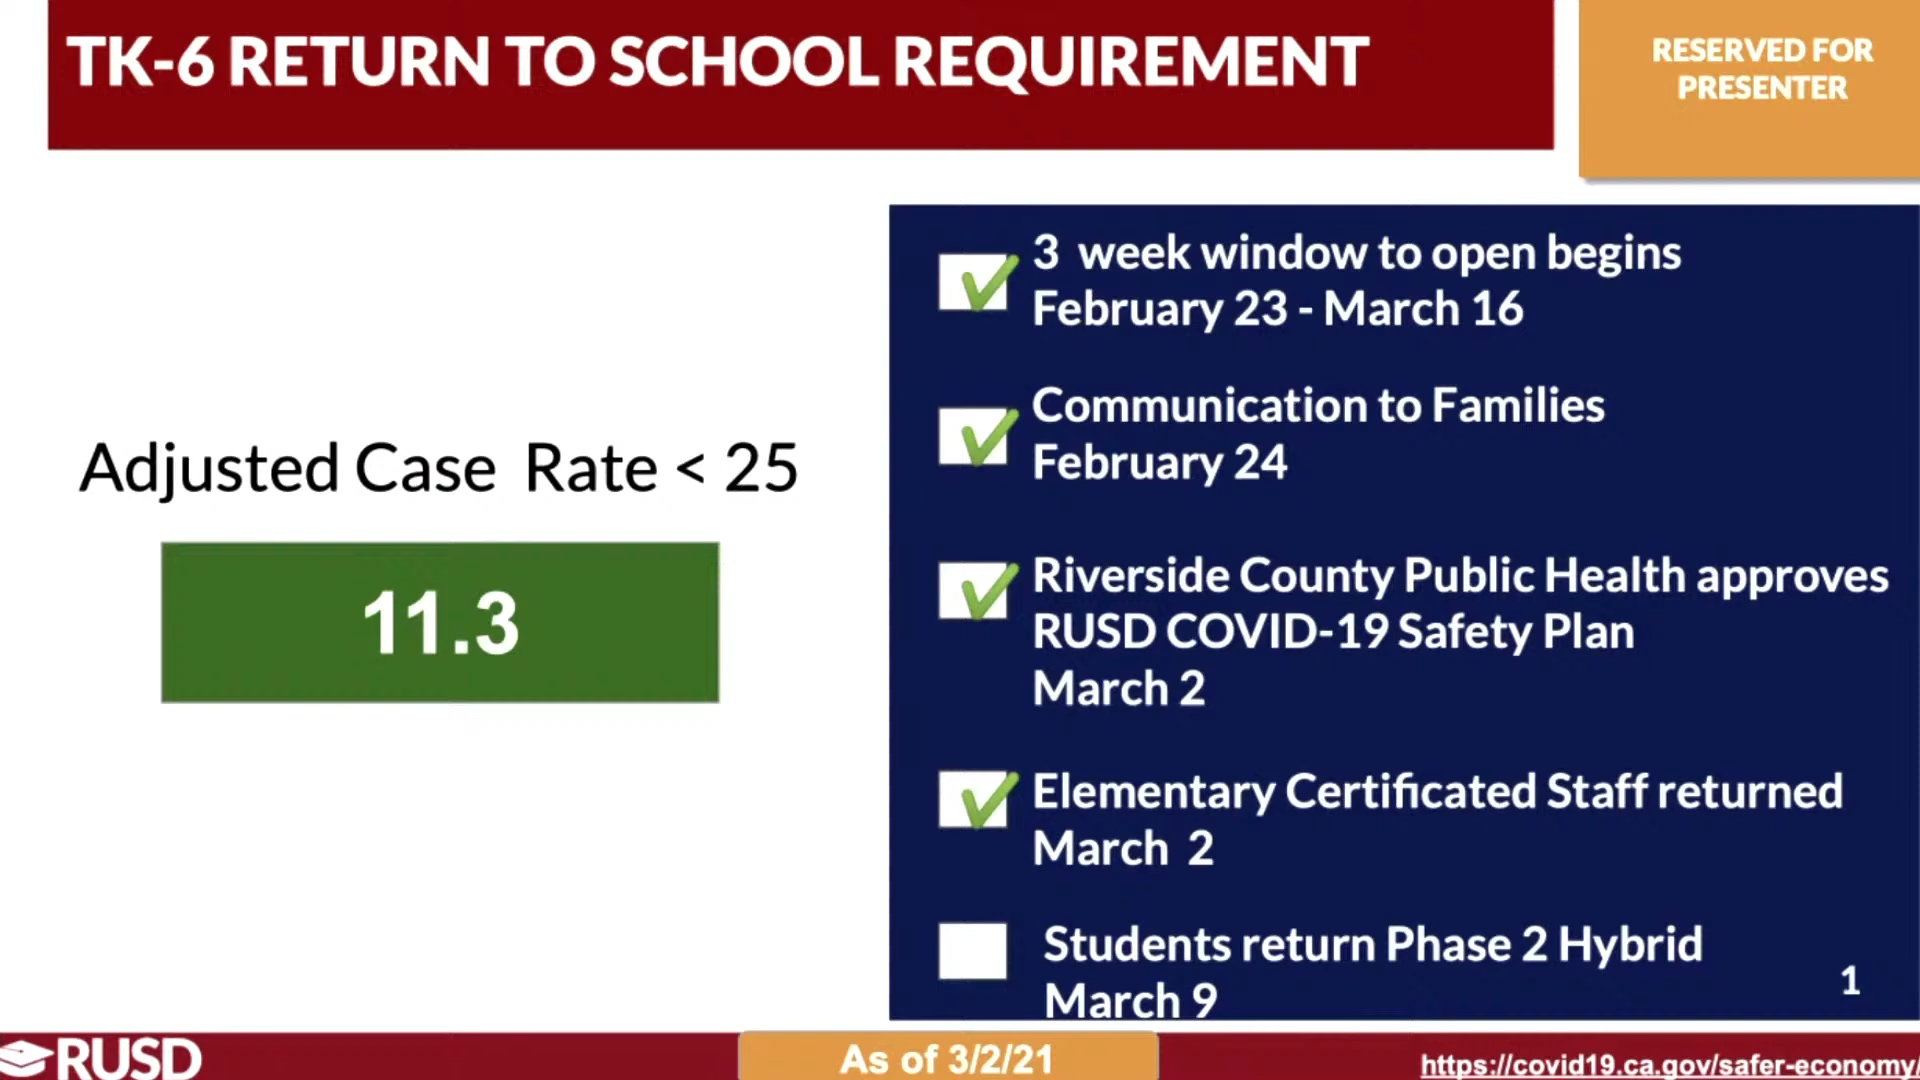 TK-6 RETURN TO SCHOOL REQUIREMENT
RESERVED FOR
PRESENTER
Adjusted Case Rate < 25
11.3
3 week window to open begins
February 23 - March 16
Communication to Families
February 24
Riverside County Public Health approves
RUSD COVID-19 Safety Plan
March 2
Elementary Certificated Staff returned
March 2
Students return Phase 2 Hybrid
March 9
1
RUSD
As of 3/2/21
https://covid19.ca.gov/safer-economy/